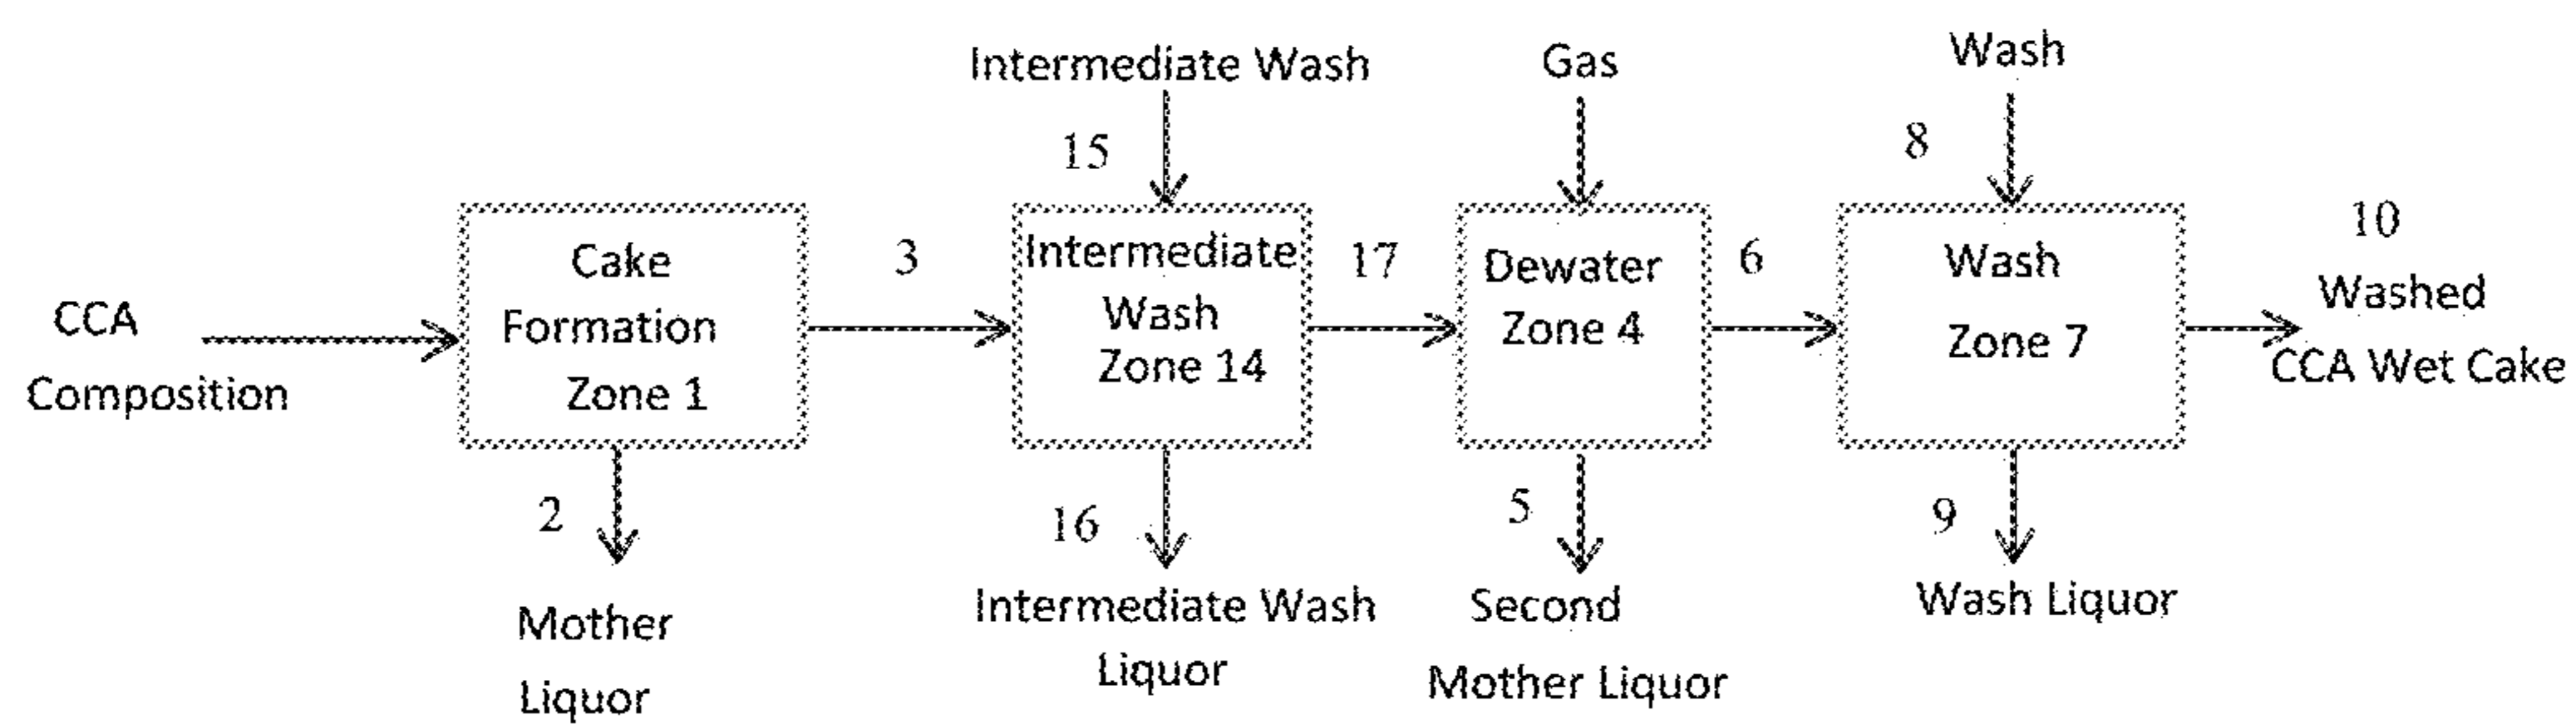 Intermediate Wash
Gas
Wash
15
8
CCA
Composition
Cake
Formation
Zone 1
3
Intermediate
Wash
Zone 14
17
Dewater
Zone 4
6
Wash
Zone 7
10
Washed
CCA Wet Cake
2
16
5
9
Mother
Liquor
Intermediate Wash
Liquor
Second
Mother Liquor
Wash Liquor